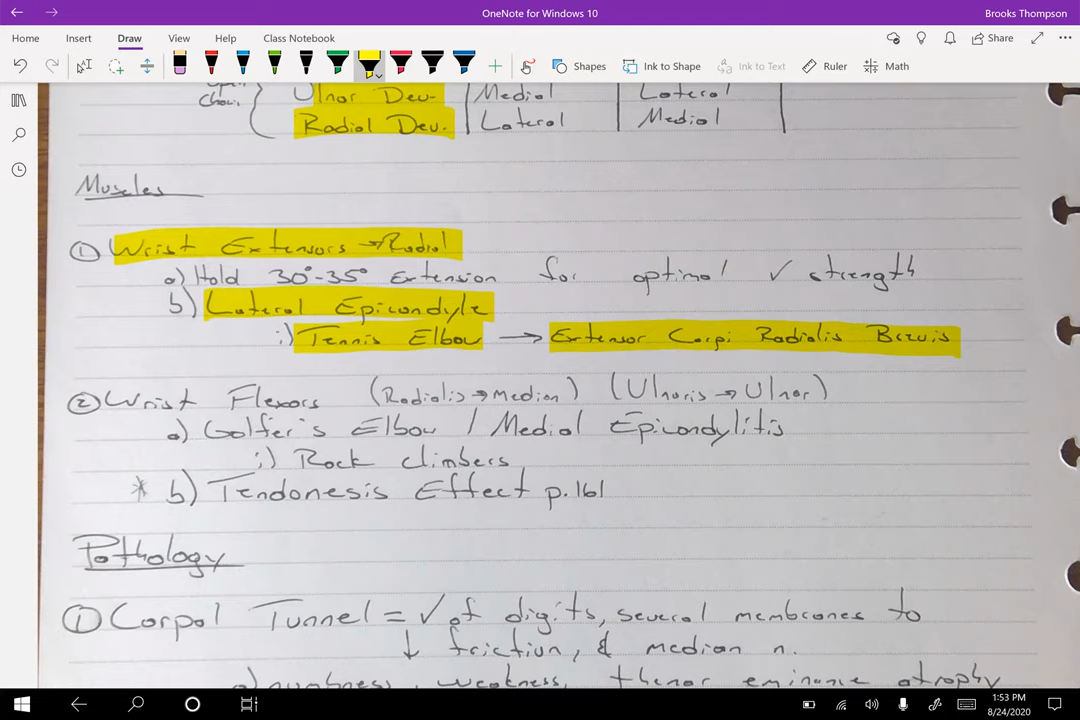 OneNote for Windows 10
Brooks Thompson
Home Insert Draw View Help Class Notebook
Share
Shapes Ink to Shape Ink to Text Ruler Math
Open Chain
Ulnar Dev. Medial Lateral
Radial Dev. Lateral Medial
Muscles
① Wrist Extensors → Radial
a) Hold 30°-35° Extension for optimal ✓ strength
b) Lateral Epicondyle
i) Tennis Elbow → Extensor Carpi Radialis Brevis
② Wrist Flexors (Radialis → Median) (Ulnaris → Ulnar)
a) Golfer's Elbow / Medial Epicondylitis
i) Rock climbers
* b) Tendonesis Effect p.161
Pathology
① Carpal Tunnel = ✓ of digits, several membranes to
↓ friction, & median n.
a) numbness, weakness, thenar eminance atrophy
1:53 PM
8/24/2020